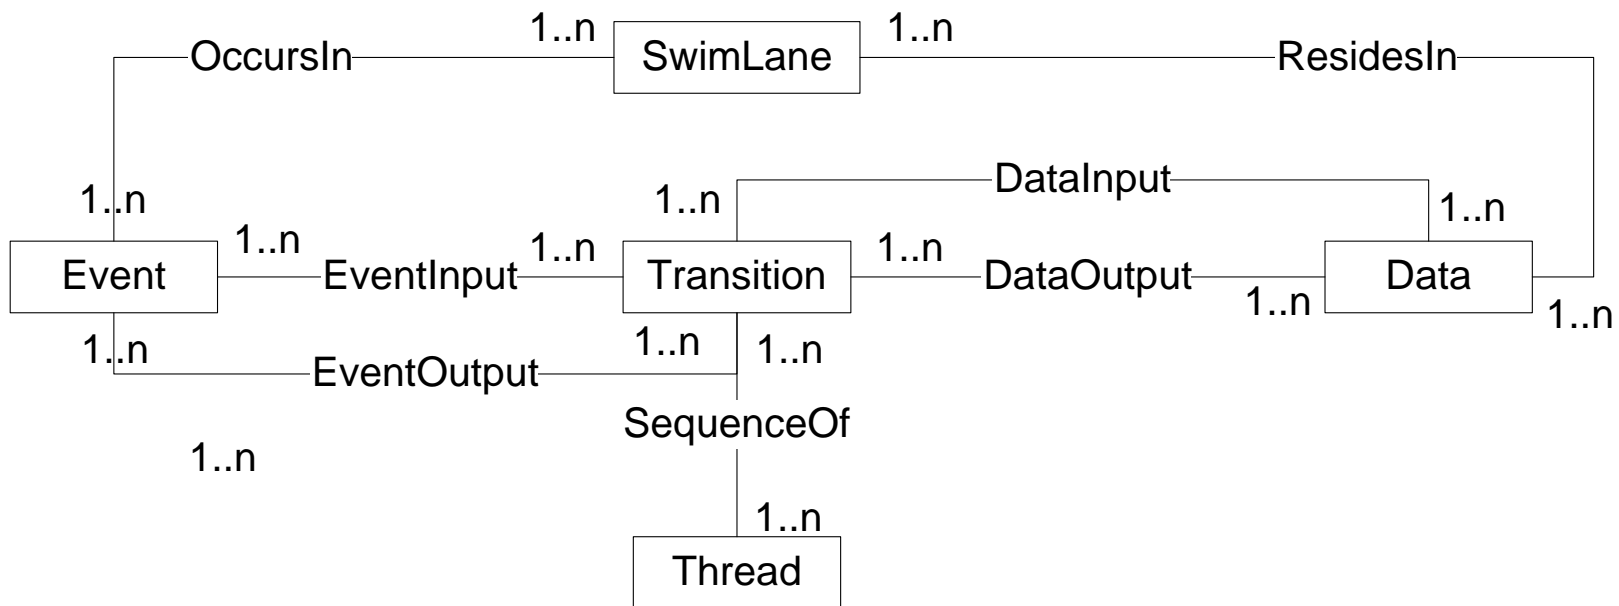 1..n
1..n
OccursIn
SwimLane
ResidesIn
DataInput
1..n
1..n
1..n
1..n
1..n
1..n
Event
EventInput
Transition
DataOutput
Data
1..n
1..n
1..n
1..n
1..n
EventOutput
SequenceOf
1..n
1..n
Thread